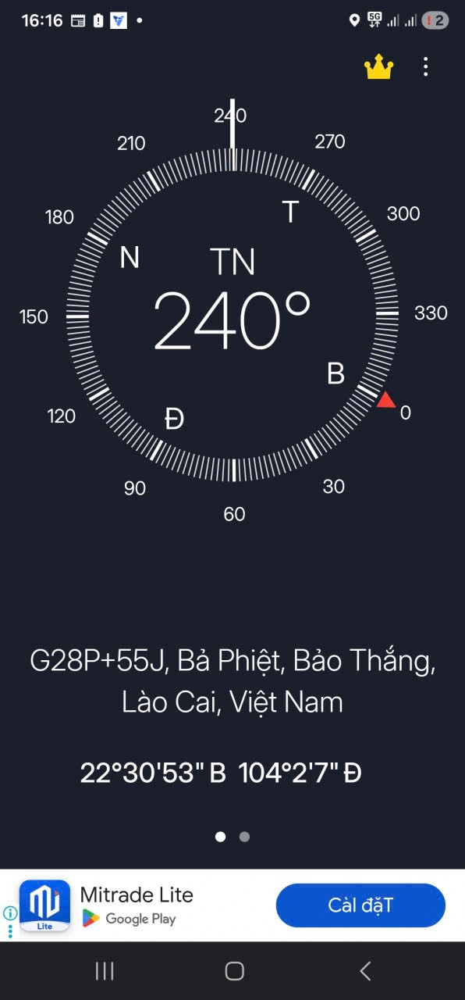 16:16
5G
! 2
240
210
270
180
T
300
N
TN
150
240°
330
B
120
Đ
0
90
30
60
G28P+55J, Bả Phiệt, Bảo Thắng,
Lào Cai, Việt Nam
22°30'53" B 104°2'7" Đ
Mitrade Lite
Google Play
Lite
Cài đặT